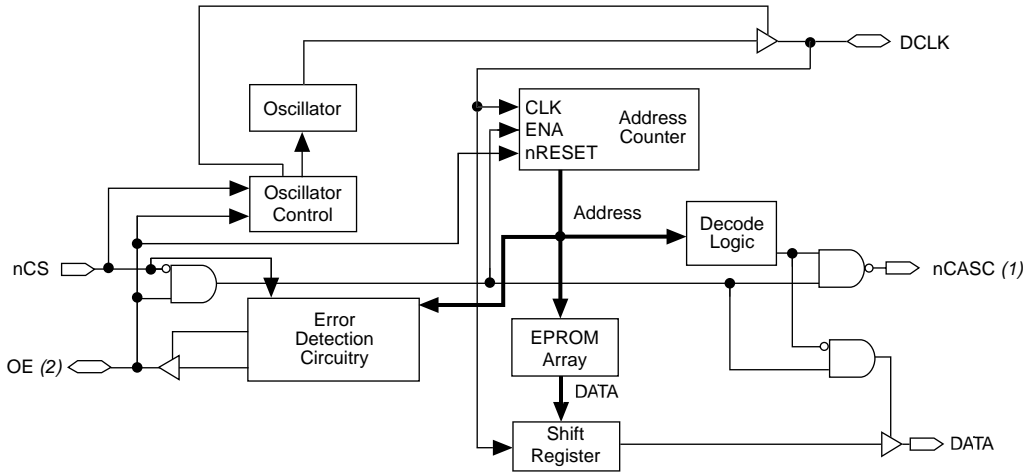 DCLK
Oscillator
CLK
ENA
nRESET
Address
Counter
Oscillator
Control
Address
Decode
Logic
nCS
nCASC (1)
Error
Detection
Circuitry
EPROM
Array
OE (2)
DATA
Shift
Register
DATA